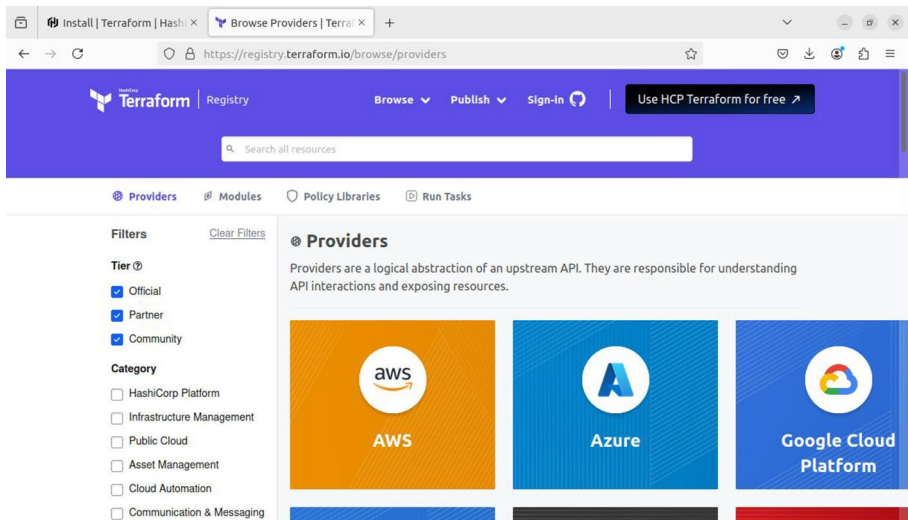 Install | Terraform | Hashi
Browse Providers | Terraf
https://registry.terraform.io/browse/providers
HashiCorp
Terraform
Registry
Browse
Publish
Sign-in
Use HCP Terraform for free
Search all resources
Providers
Modules
Policy Libraries
Run Tasks
Filters
Clear Filters
Tier
Official
Partner
Community
Category
HashiCorp Platform
Infrastructure Management
Public Cloud
Asset Management
Cloud Automation
Communication & Messaging
Providers
Providers are a logical abstraction of an upstream API. They are responsible for understanding
API interactions and exposing resources.
aws
AWS
Azure
Google Cloud
Platform